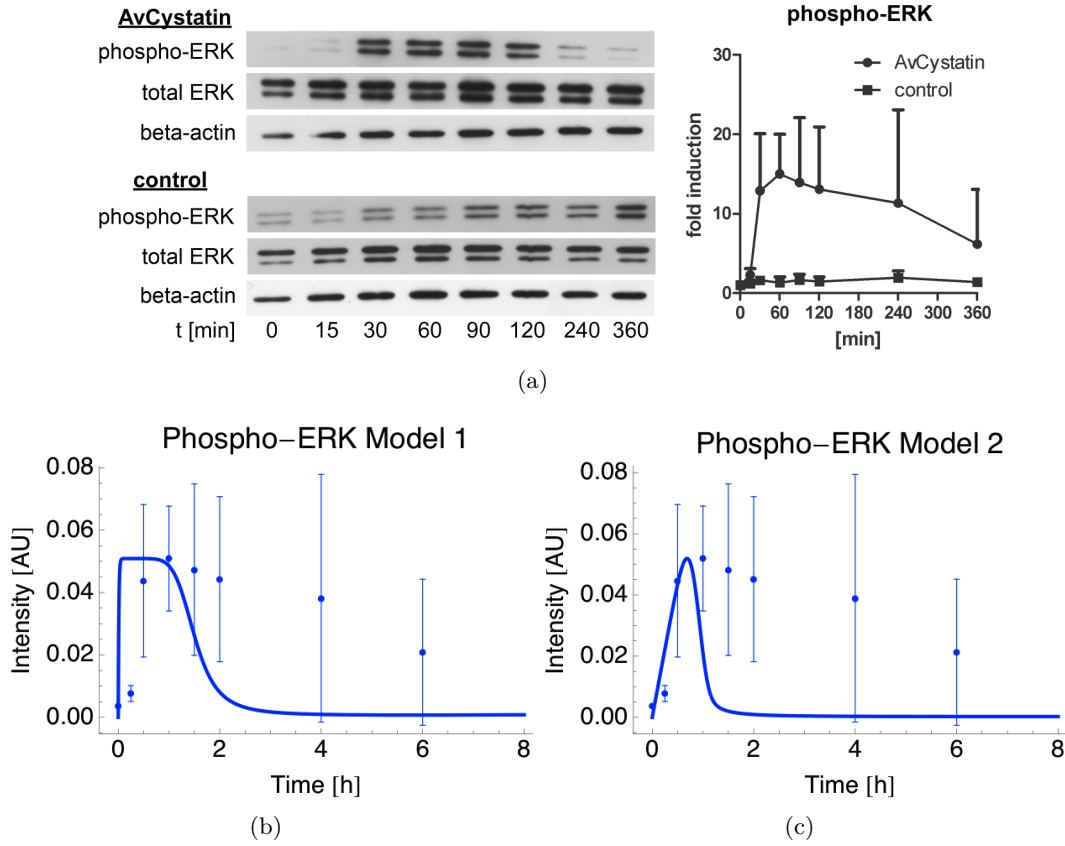 AvCystatin
phospho-ERK
total ERK
beta-actin
control
phospho-ERK
total ERK
beta-actin
t [min] 0 15 30 60 90 120 240 360
phospho-ERK
AvCystatin
control
fold induction
30
20
10
0
0 60 120 180 240 300 360
[min]
(a)
Phospho−ERK Model 1
Intensity [AU]
0.08
0.06
0.04
0.02
0.00
0 2 4 6 8
Time [h]
(b)
Phospho−ERK Model 2
Intensity [AU]
0.08
0.06
0.04
0.02
0.00
0 2 4 6 8
Time [h]
(c)